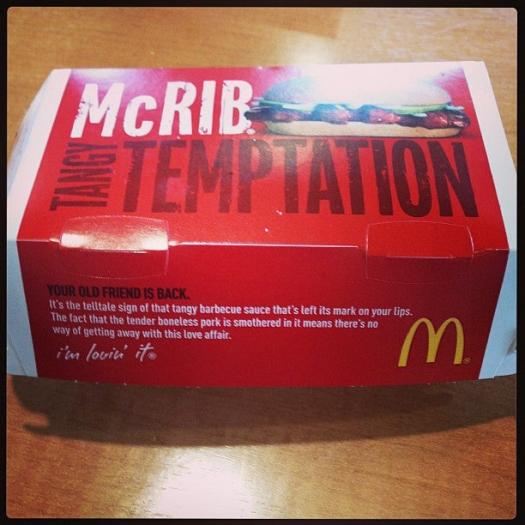 McRIB®
TANGY TEMPTATION
YOUR OLD FRIEND IS BACK.
It's the telltale sign of that tangy barbecue sauce that's left its mark on your lips.
The fact that the tender boneless pork is smothered in it means there's no
way of getting away with this love affair.
i'm lovin' it®
M®